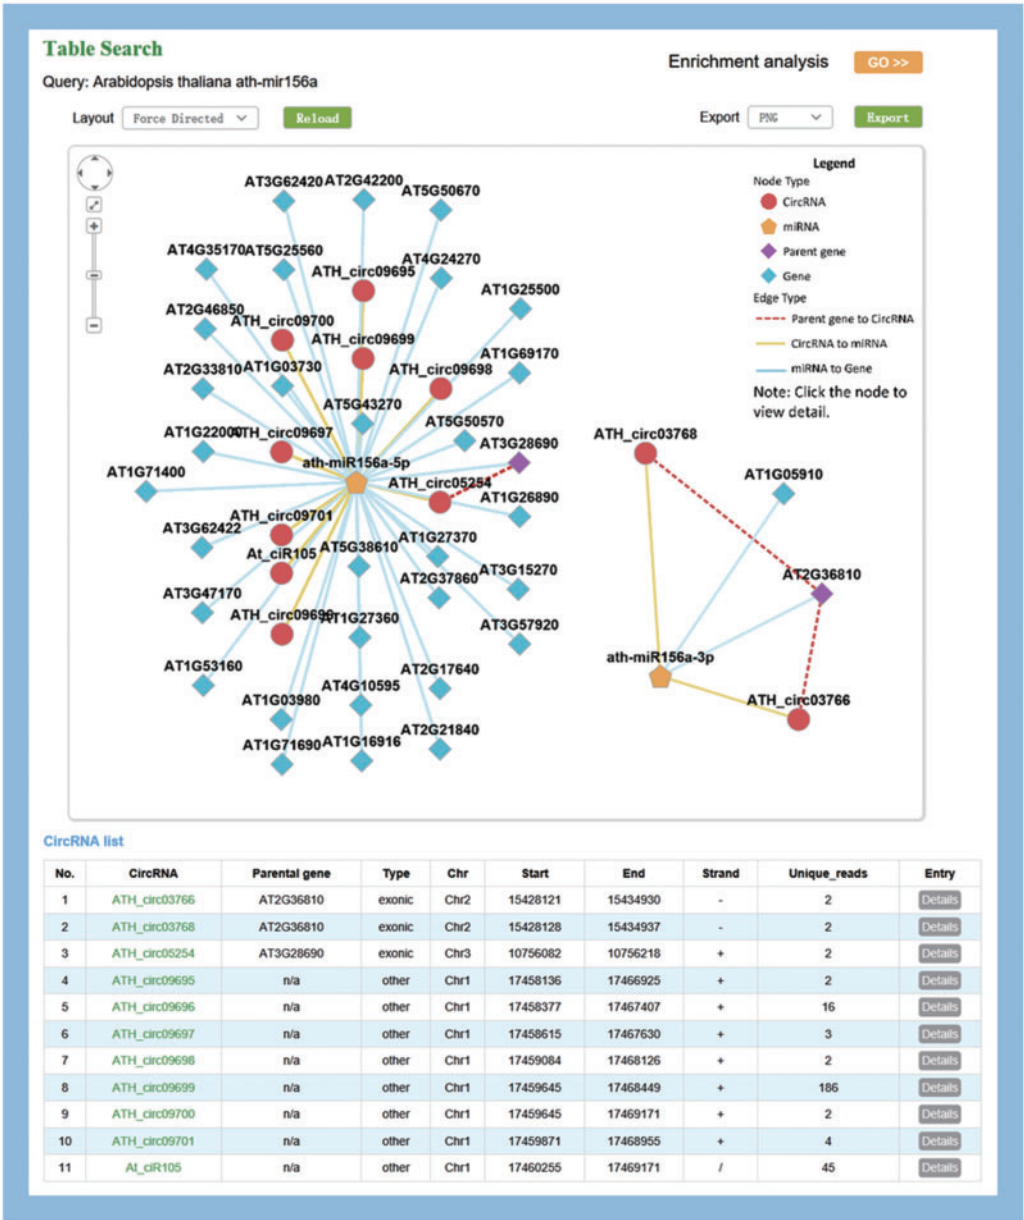 Table Search
Enrichment analysis GO >>
Query: Arabidopsis thaliana ath-mir156a
Layout Force Directed Reload Export PNG Export
Legend
Node Type
CircRNA
miRNA
Parent gene
Gene
Edge Type
Parent gene to CircRNA
CircRNA to miRNA
miRNA to Gene
Note: Click the node to
view detail.
AT3G62420 AT2G42200
AT5G50670
AT4G35170 AT5G25560
AT4G24270
ATH_circ09695
AT1G25500
AT2G46850
ATH_circ09700
ATH_circ09699
AT1G69170
AT2G33810 AT1G03730
ATH_circ09698
AT5G43270
AT5G50570
AT1G22000 ATH_circ09697
AT3G28690
ATH_circ03768
ath-miR156a-5p
AT1G71400
ATH_circ05254
AT1G05910
AT1G26890
ATH_circ09701
AT3G62422
AT1G27370
At_ciR105 AT5G38610
AT3G15270
AT2G37860
AT2G36810
AT3G47170
ATH_circ09696 AT1G27360
AT3G57920
ath-miR156a-3p
AT1G53160
AT2G17640
AT4G10595
AT1G03980
ATH_circ03766
AT2G21840
AT1G71690 AT1G16916
CircRNA list
No. CircRNA Parental gene Type Chr Start End Strand Unique_reads Entry
1 ATH_circ03766 AT2G36810 exonic Chr2 15428121 15434930 - 2 Details
2 ATH_circ03768 AT2G36810 exonic Chr2 15428128 15434937 - 2 Details
3 ATH_circ05254 AT3G28690 exonic Chr3 10756082 10756218 + 2 Details
4 ATH_circ09695 n/a other Chr1 17458136 17466925 + 2 Details
5 ATH_circ09696 n/a other Chr1 17458377 17467407 + 16 Details
6 ATH_circ09697 n/a other Chr1 17458615 17467630 + 3 Details
7 ATH_circ09698 n/a other Chr1 17459084 17468126 + 2 Details
8 ATH_circ09699 n/a other Chr1 17459645 17468449 + 186 Details
9 ATH_circ09700 n/a other Chr1 17459645 17469171 + 2 Details
10 ATH_circ09701 n/a other Chr1 17459871 17468955 + 4 Details
11 At_ciR105 n/a other Chr1 17460255 17469171 / 45 Details